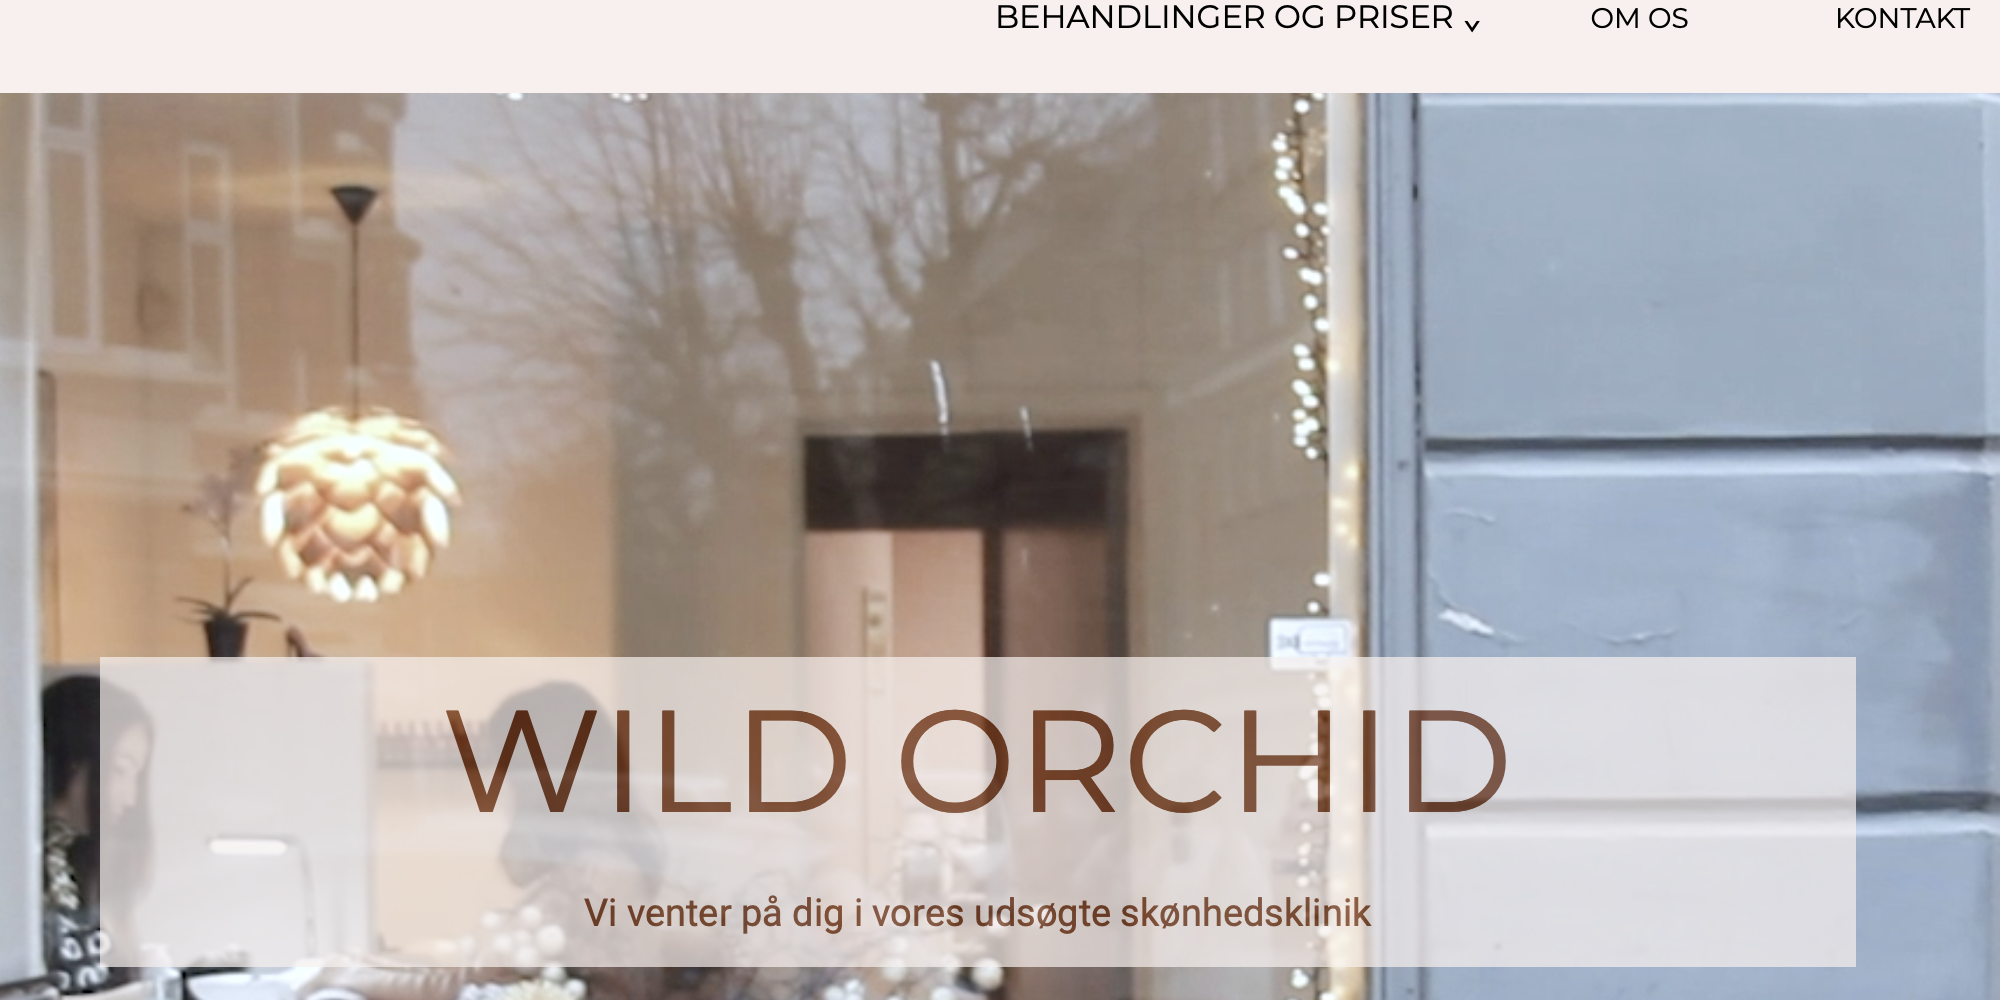 BEHANDLINGER OG PRISER
OM OS
KONTAKT
WILD ORCHID
Vi venter på dig i vores udsøgte skønhedsklinik